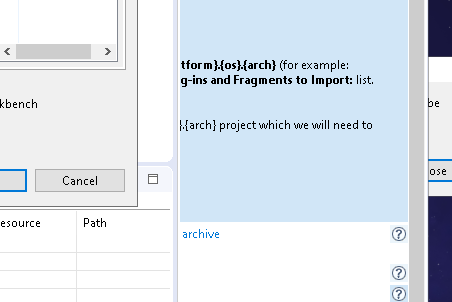 tform}.{os}.{arch} (for example:
g-ins and Fragments to Import: list.
kbench
}.{arch} project which we will need to
be
ose
Cancel
esource
Path
archive